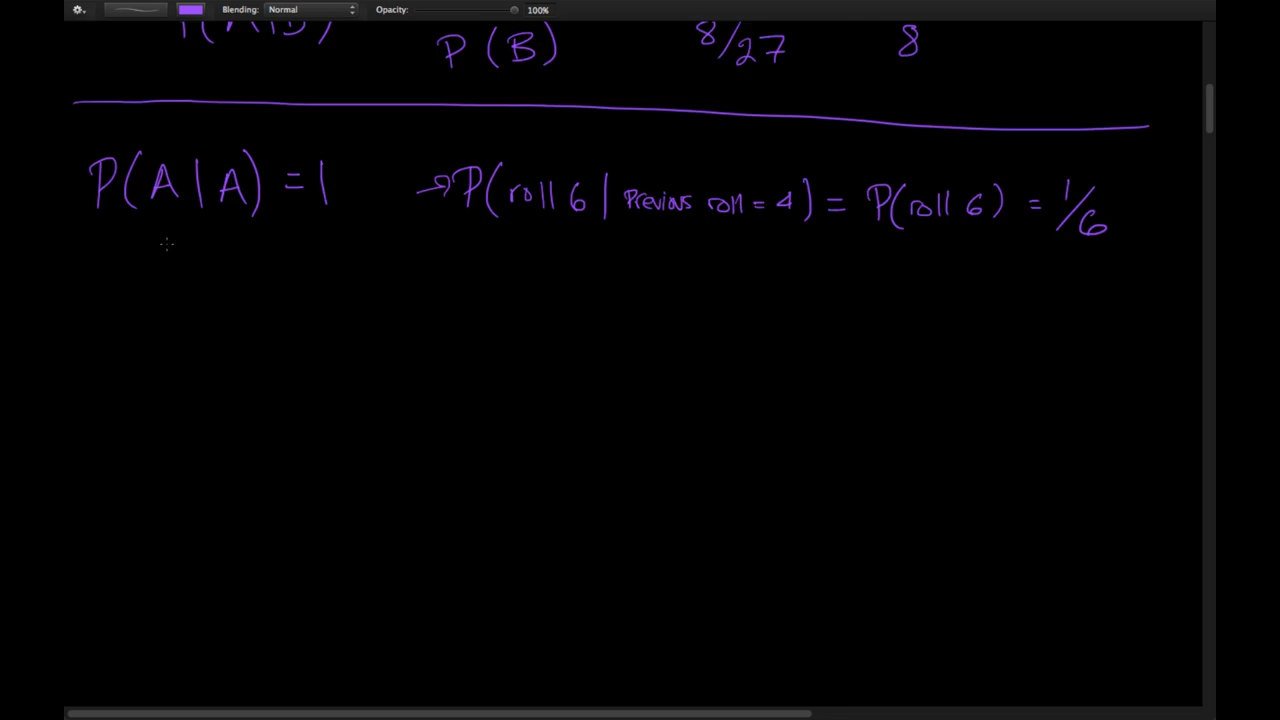 Blending: Normal Opacity: 100%
P(A|B) P(B) 8/27 8
P(A|A) = 1 → P(roll 6 | Previous roll = 4) = P(roll 6) = 1/6